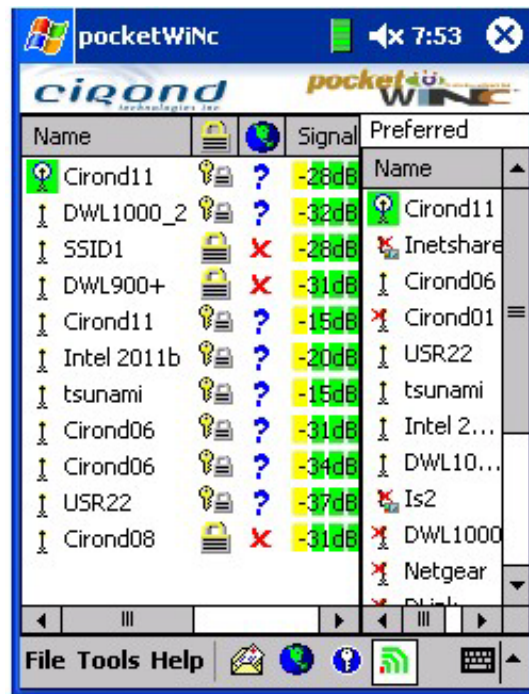 pocketWiNc 7:53
cirond
technologies inc
pocket
WINC
Name Signal
Cirond11 ? -28dB
DWL1000_2 ? -32dB
SSID1 -28dB
DWL900+ -31dB
Cirond11 ? -15dB
Intel 2011b ? -20dB
tsunami ? -15dB
Cirond06 ? -31dB
Cirond06 ? -34dB
USR22 ? -37dB
Cirond08 -31dB
Preferred
Name
Cirond11
Inetshare
Cirond06
Cirond01
USR22
tsunami
Intel 2...
DWL10...
Is2
DWL1000
Netgear
File Tools Help